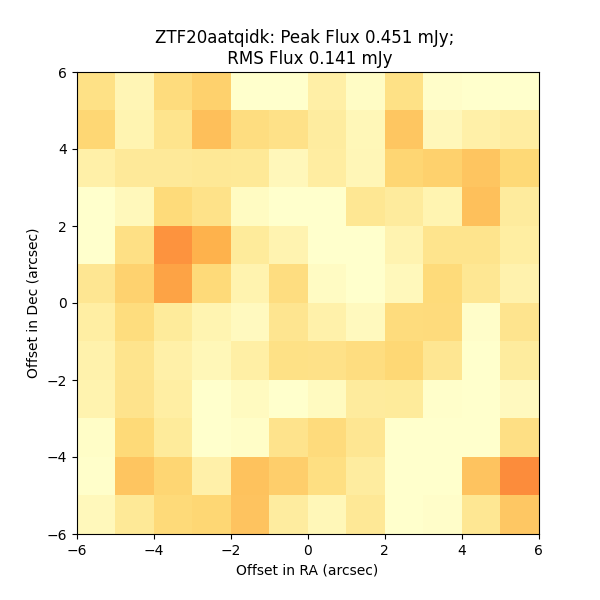 ZTF20aatqidk: Peak Flux 0.451 mJy;
RMS Flux 0.141 mJy
6
4
2
0
−2
−4
−6
Offset in Dec (arcsec)
−6 −4 −2 0 2 4 6
Offset in RA (arcsec)